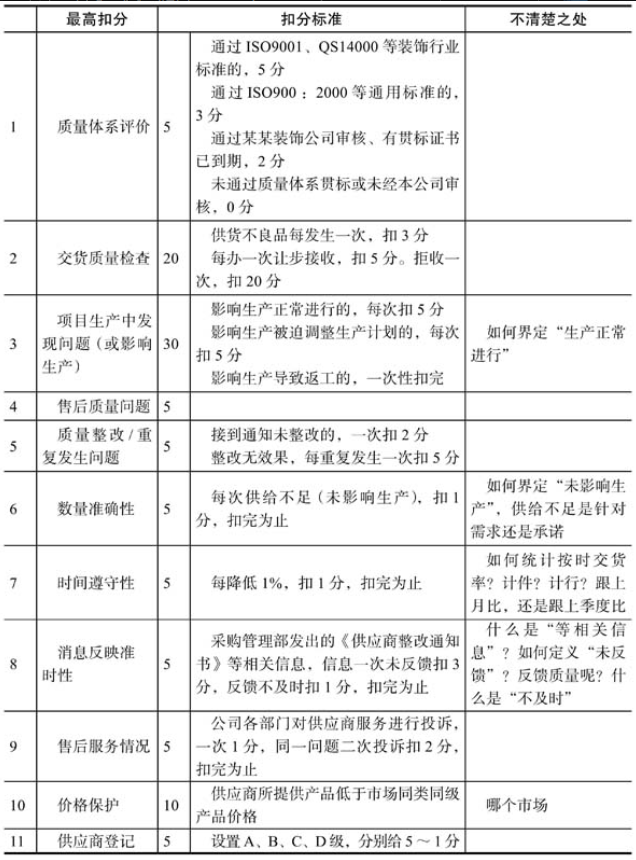 最高扣分 扣分标准 不清楚之处
1 质量体系评价 5
通过 ISO9001、QS14000 等装饰行业
标准的，5 分
通过 ISO900：2000 等通用标准的，
3 分
通过某某装饰公司审核、有贯标证书
已到期，2 分
未通过质量体系贯标或未经本公司审
核，0 分
2 交货质量检查 20
供货不良品每发生一次，扣 3 分
每办一次让步接收，扣 5 分。拒收一
次，扣 20 分
3
项目生产中发
现问题（或影响
生产）
30
影响生产正常进行的，每次扣 5 分
影响生产被迫调整生产计划的，每次
扣 5 分
影响生产导致返工的，一次性扣完
如何界定“生产正常
进行”
4 售后质量问题 5
5
质量整改/重
复发生问题
5
接到通知未整改的，一次扣 2 分
整改无效果，每重复发生一次扣 5 分
6 数量准确性 5
每次供给不足（未影响生产），扣 1
分，扣完为止
如何界定“未影响生
产”，供给不足是针对
需求还是承诺
7 时间遵守性 5
每降低 1%，扣 1 分，扣完为止
如何统计按时交货
率？计件？计行？跟上
月比，还是跟上季度比
8
消息反映准
时性
5
采购管理部发出的《供应商整改通知
书》等相关信息，信息一次未反馈扣 3
分，反馈不及时扣 1 分，扣完为止
什么是“等相关信
息”？如何定义“未反
馈”？反馈质量呢？什
么是“不及时”
9 售后服务情况 5
公司各部门对供应商服务进行投诉，
一次 1 分，同一问题二次投诉扣 2 分，
扣完为止
10 价格保护 10
供应商所提供产品低于市场同类同级
产品价格
哪个市场
11 供应商登记 5 设置 A、B、C、D 级，分别给 5～1 分